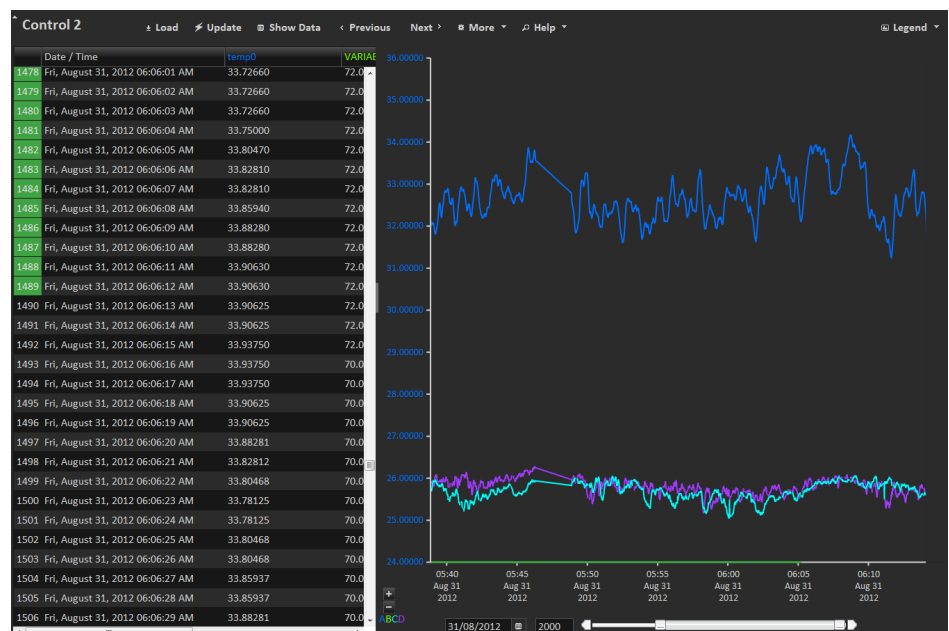 Control 2 Load Update Show Data Previous Next More Help Legend
Date / Time temp0 VARIAE
1478 Fri, August 31, 2012 06:06:01 AM 33.72660 72.0
1479 Fri, August 31, 2012 06:06:02 AM 33.72660 72.0
1480 Fri, August 31, 2012 06:06:03 AM 33.72660 72.0
1481 Fri, August 31, 2012 06:06:04 AM 33.75000 72.0
1482 Fri, August 31, 2012 06:06:05 AM 33.80470 72.0
1483 Fri, August 31, 2012 06:06:06 AM 33.82810 72.0
1484 Fri, August 31, 2012 06:06:07 AM 33.82810 72.0
1485 Fri, August 31, 2012 06:06:08 AM 33.85940 72.0
1486 Fri, August 31, 2012 06:06:09 AM 33.88280 72.0
1487 Fri, August 31, 2012 06:06:10 AM 33.88280 72.0
1488 Fri, August 31, 2012 06:06:11 AM 33.90630 72.0
1489 Fri, August 31, 2012 06:06:12 AM 33.90630 72.0
1490 Fri, August 31, 2012 06:06:13 AM 33.90625 72.0
1491 Fri, August 31, 2012 06:06:14 AM 33.90625 72.0
1492 Fri, August 31, 2012 06:06:15 AM 33.93750 72.0
1493 Fri, August 31, 2012 06:06:16 AM 33.93750 70.0
1494 Fri, August 31, 2012 06:06:17 AM 33.93750 70.0
1495 Fri, August 31, 2012 06:06:18 AM 33.90625 70.0
1496 Fri, August 31, 2012 06:06:19 AM 33.90625 70.0
1497 Fri, August 31, 2012 06:06:20 AM 33.88281 70.0
1498 Fri, August 31, 2012 06:06:21 AM 33.82812 70.0
1499 Fri, August 31, 2012 06:06:22 AM 33.80468 70.0
1500 Fri, August 31, 2012 06:06:23 AM 33.78125 70.0
1501 Fri, August 31, 2012 06:06:24 AM 33.78125 70.0
1502 Fri, August 31, 2012 06:06:25 AM 33.80468 70.0
1503 Fri, August 31, 2012 06:06:26 AM 33.80468 70.0
1504 Fri, August 31, 2012 06:06:27 AM 33.85937 70.0
1505 Fri, August 31, 2012 06:06:28 AM 33.85937 70.0
1506 Fri, August 31, 2012 06:06:29 AM 33.88281 70.0
36.00000
35.00000
34.00000
33.00000
32.00000
31.00000
30.00000
29.00000
28.00000
27.00000
26.00000
25.00000
24.00000
05:40 05:45 05:50 05:55 06:00 06:05 06:10
Aug 31 Aug 31 Aug 31 Aug 31 Aug 31 Aug 31 Aug 31
2012 2012 2012 2012 2012 2012 2012
+
−
ABCD
31/08/2012 2000